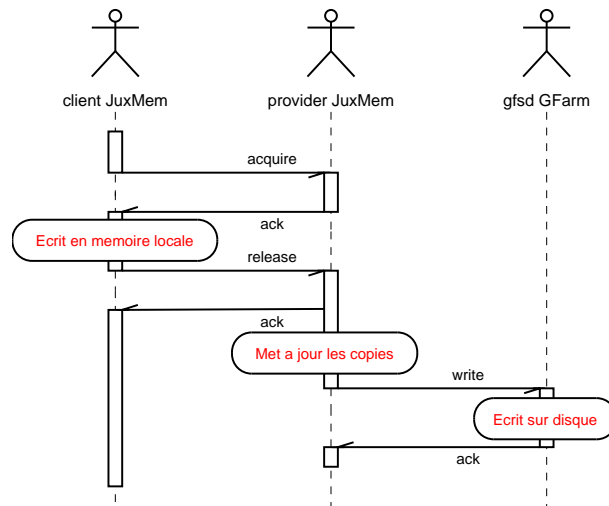 client JuxMem
provider JuxMem
gfsd GFarm
acquire
ack
Ecrit en memoire locale
release
ack
Met a jour les copies
write
Ecrit sur disque
ack